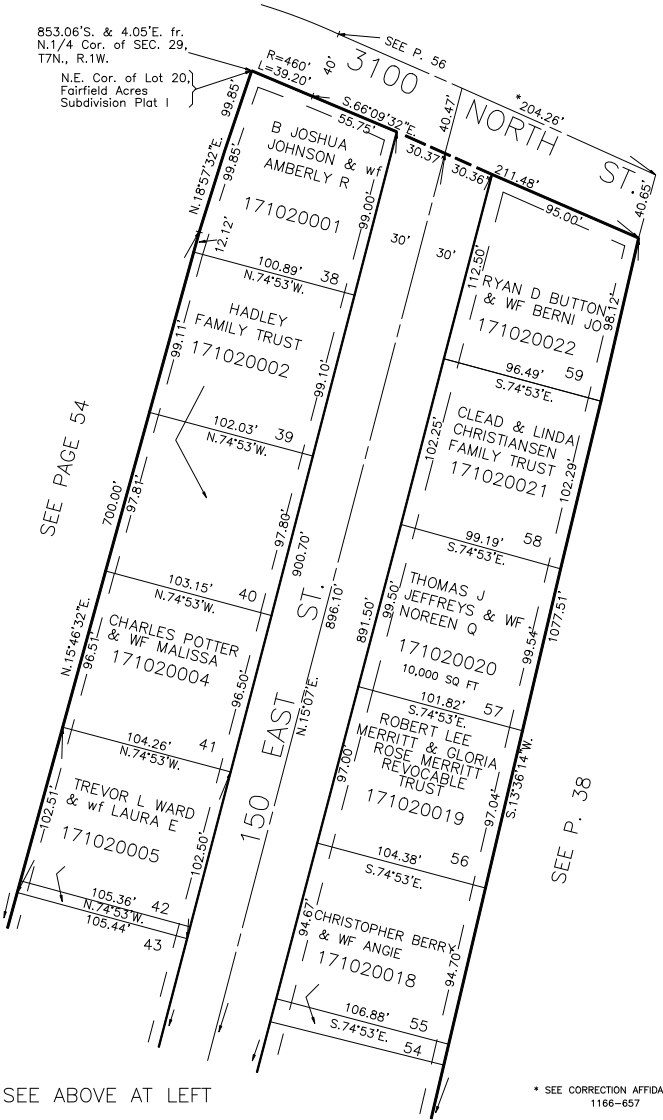 853.06'S. & 4.05'E. fr.
N.1/4 Cor. of SEC. 29,
T7N., R.1W.
N.E. Cor. of Lot 20,
Fairfield Acres
Subdivision Plat I
R=460'
L=39.20'
40'
SEE P. 56
3100 NORTH ST.
*204.26'
S.66°09'32"E.
55.75'
40.47'
30.37'
30.36'
211.48'
95.00'
40.65'
99.85'
N.18°57'32"E.
99.85'
12.12'
B JOSHUA
JOHNSON & wf
AMBERLY R
171020001
99.00'
30'
30'
100.89'
38
N.74°53'W.
HADLEY
FAMILY TRUST
171020002
99.11'
99.10'
102.03'
39
N.74°53'W.
SEE PAGE 54
700.00'
97.81'
97.80'
900.70'
103.15'
40
N.74°53'W.
N.15°46'32"E.
96.51'
CHARLES POTTER
& WF MALISSA
171020004
96.50'
104.26'
41
N.74°53'W.
TREVOR L WARD
& wf LAURA E
171020005
102.51'
102.50'
105.36'
42
N.74°53'W.
105.44'
43
150 EAST ST.
N.15°07'E.
896.10'
891.50'
112.50'
RYAN D BUTTON
& WF BERNI JO
171020022
98.12'
96.49'
59
S.74°53'E.
CLEAD & LINDA
CHRISTIANSEN
FAMILY TRUST
171020021
102.25'
102.29'
99.19'
58
S.74°53'E.
THOMAS J
JEFFREYS & WF
NOREEN Q
171020020
10,000 SQ FT
99.50'
99.54'
1077.51'
101.82'
57
S.74°53'E.
ROBERT LEE
MERRITT & GLORIA
ROSE MERRITT
REVOCABLE
TRUST
171020019
97.00'
97.04'
S.13°36'14"W.
SEE P. 38
104.38'
56
S.74°53'E.
CHRISTOPHER BERRY
& WF ANGIE
171020018
94.67'
94.70'
106.88'
55
S.74°53'E.
54
SEE ABOVE AT LEFT
* SEE CORRECTION AFFIDA
1166-657